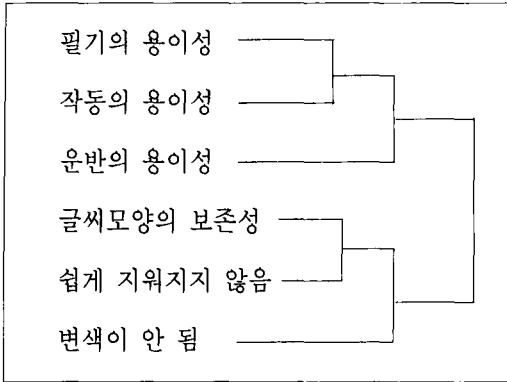 필기의 용이성
작동의 용이성
운반의 용이성
글씨모양의 보존성
쉽게 지워지지 않음
변색이 안 됨